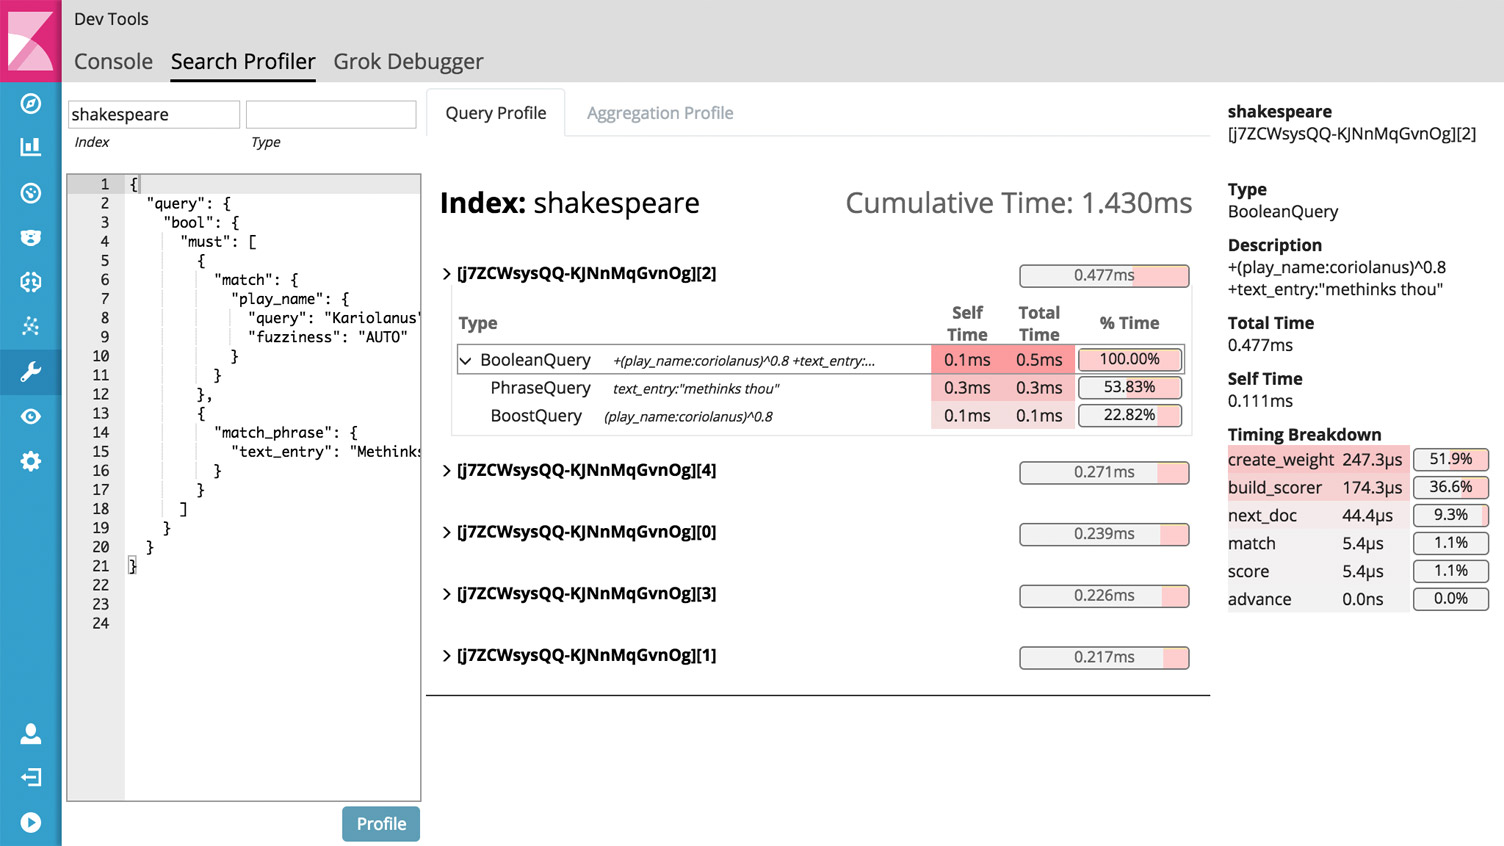 Dev Tools
Console Search Profiler Grok Debugger
shakespeare
Index Type
1 {
2 "query": {
3 "bool": {
4 "must": [
5 {
6 "match": {
7 "play_name": {
8 "query": "Kariolanus"
9 "fuzziness": "AUTO"
10 }
11 }
12 },
13 {
14 "match_phrase": {
15 "text_entry": "Methinks
16 }
17 }
18 ]
19 }
20 }
21 }
22
23
24
Profile
Query Profile Aggregation Profile
Index: shakespeare Cumulative Time: 1.430ms
[j7ZCWsysQQ-KJNnMqGvnOg][2] 0.477ms
Type Self Time Total Time % Time
BooleanQuery +(play_name:coriolanus)^0.8 +text_entry:... 0.1ms 0.5ms 100.00%
PhraseQuery text_entry:"methinks thou" 0.3ms 0.3ms 53.83%
BoostQuery (play_name:coriolanus)^0.8 0.1ms 0.1ms 22.82%
[j7ZCWsysQQ-KJNnMqGvnOg][4] 0.271ms
[j7ZCWsysQQ-KJNnMqGvnOg][0] 0.239ms
[j7ZCWsysQQ-KJNnMqGvnOg][3] 0.226ms
[j7ZCWsysQQ-KJNnMqGvnOg][1] 0.217ms
shakespeare
[j7ZCWsysQQ-KJNnMqGvnOg][2]
Type
BooleanQuery
Description
+(play_name:coriolanus)^0.8
+text_entry:"methinks thou"
Total Time
0.477ms
Self Time
0.111ms
Timing Breakdown
create_weight 247.3µs 51.9%
build_scorer 174.3µs 36.6%
next_doc 44.4µs 9.3%
match 5.4µs 1.1%
score 5.4µs 1.1%
advance 0.0ns 0.0%